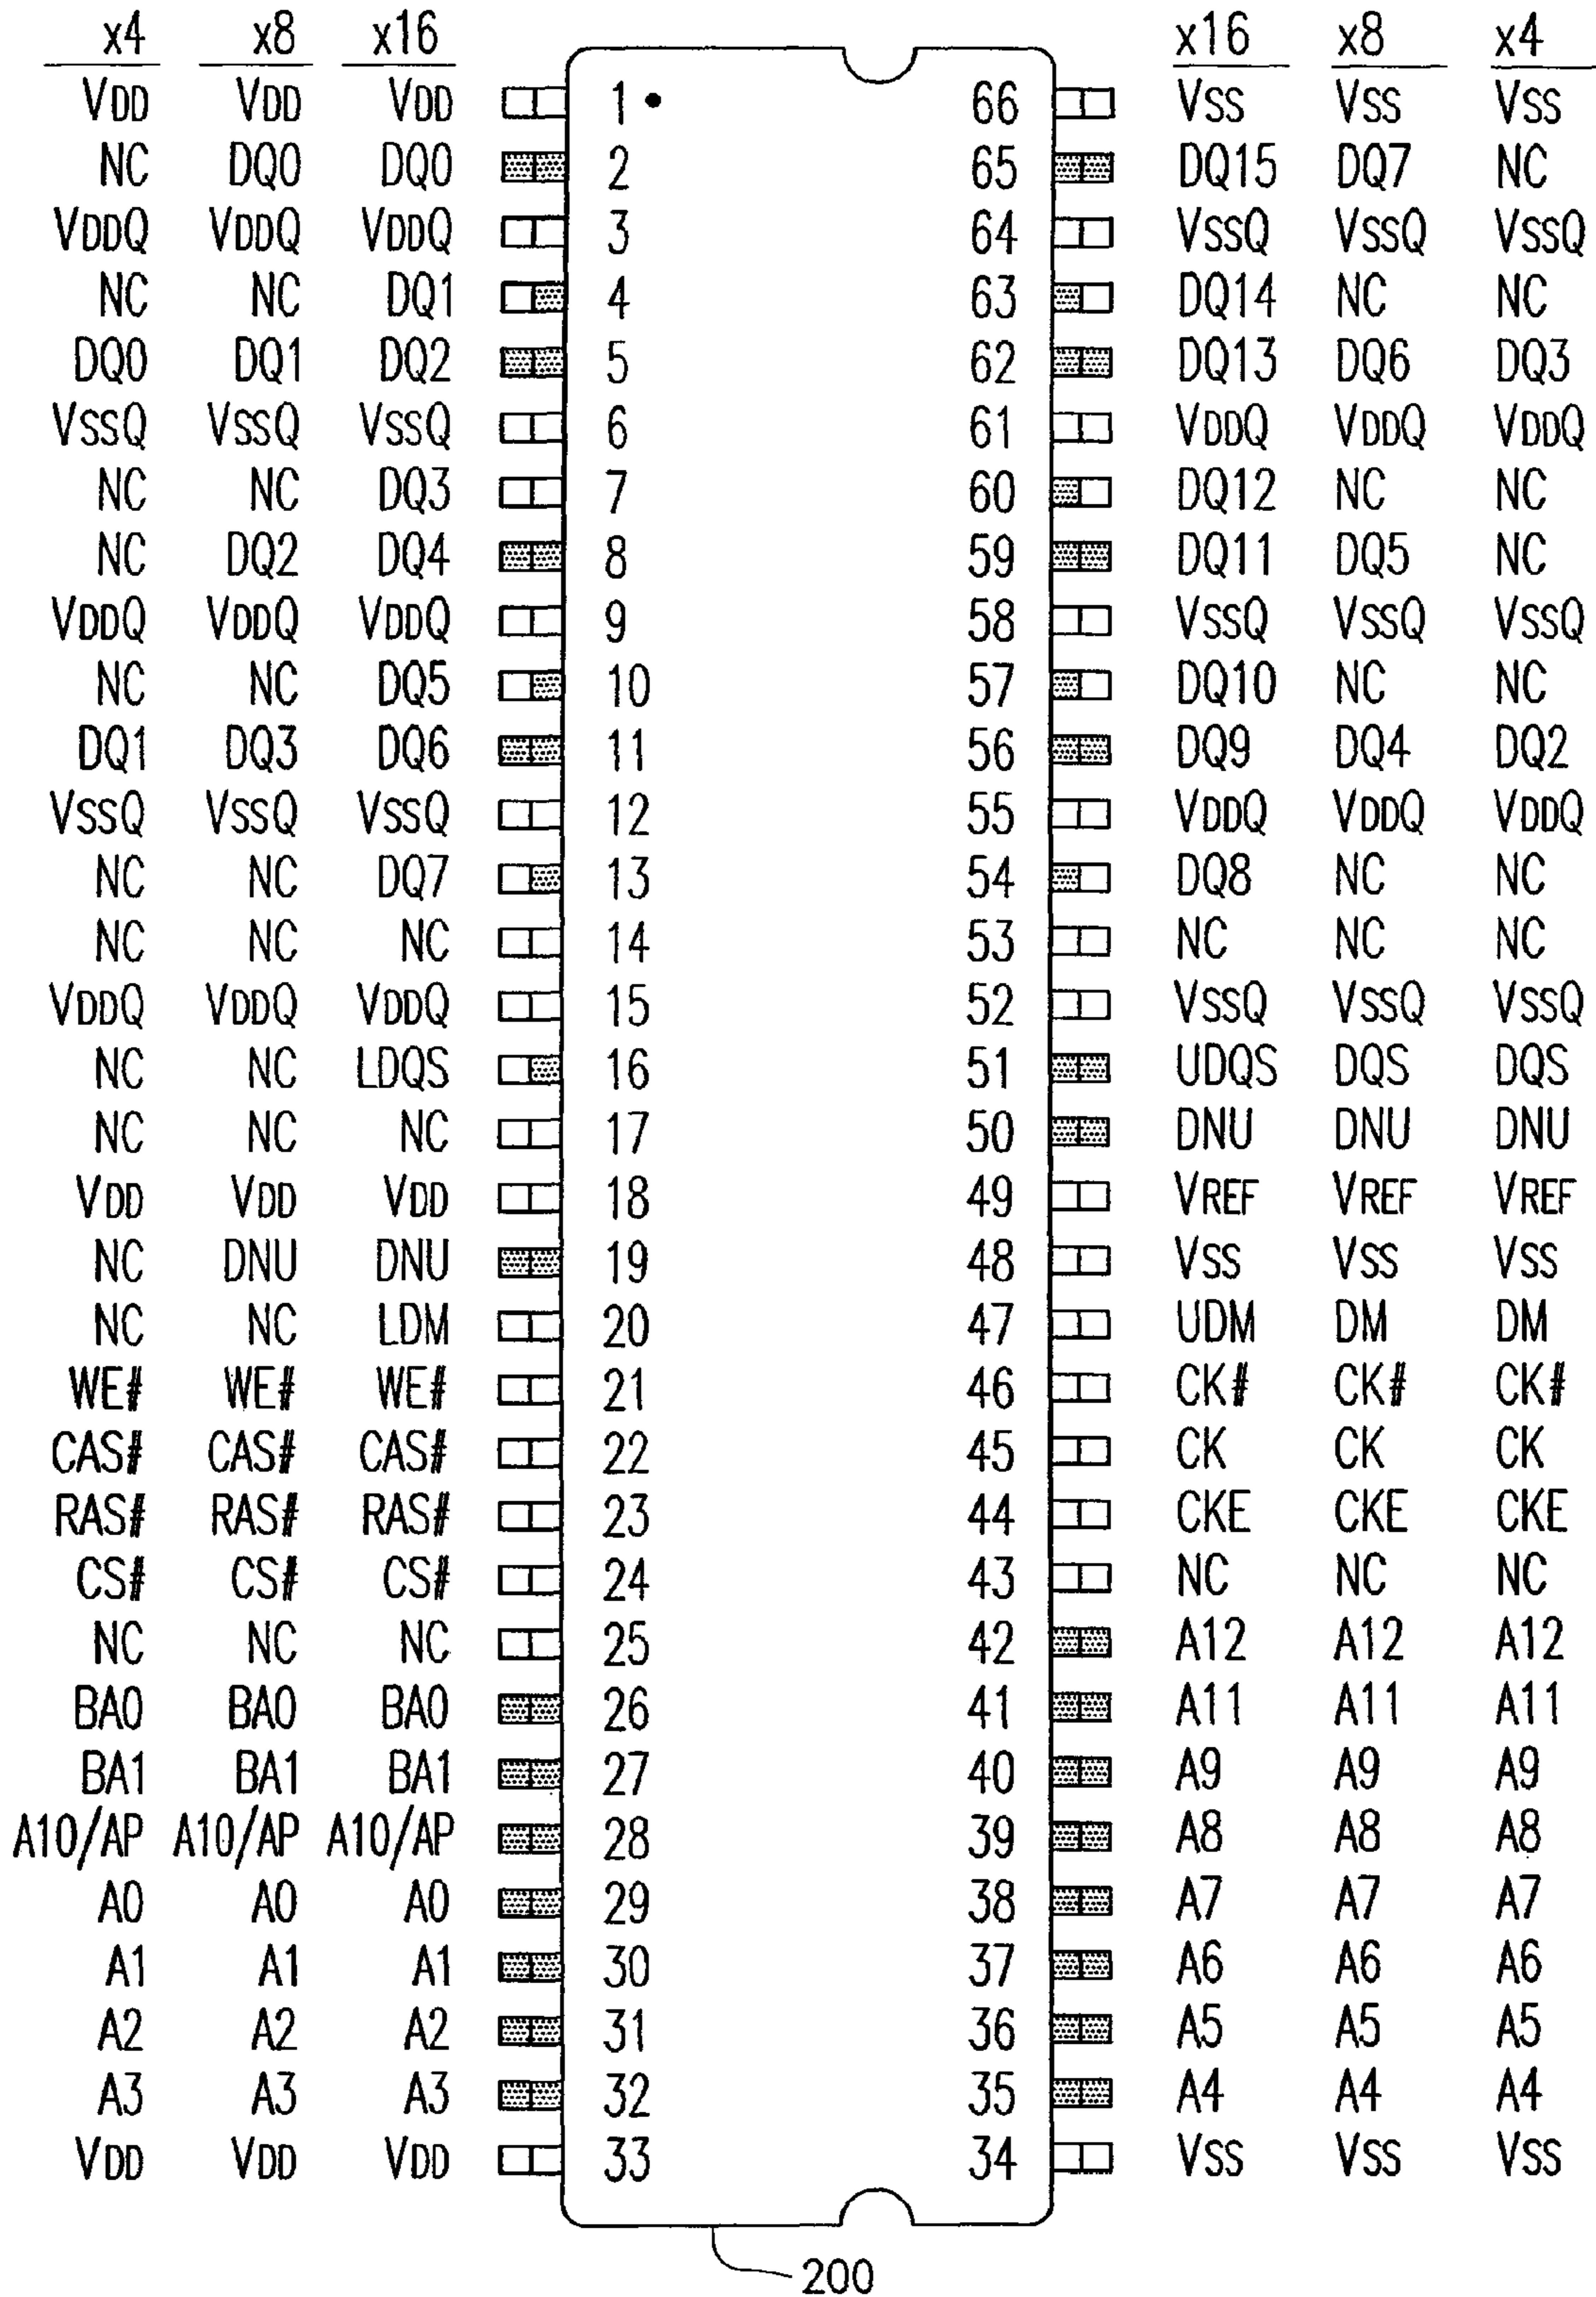 x4 x8 x16 x16 x8 x4
VDD VDD VDD 1 66 VSS VSS VSS
NC DQ0 DQ0 2 65 DQ15 DQ7 NC
VDDQ VDDQ VDDQ 3 64 VSSQ VSSQ VSSQ
NC NC DQ1 4 63 DQ14 NC NC
DQ0 DQ1 DQ2 5 62 DQ13 DQ6 DQ3
VSSQ VSSQ VSSQ 6 61 VDDQ VDDQ VDDQ
NC NC DQ3 7 60 DQ12 NC NC
NC DQ2 DQ4 8 59 DQ11 DQ5 NC
VDDQ VDDQ VDDQ 9 58 VSSQ VSSQ VSSQ
NC NC DQ5 10 57 DQ10 NC NC
DQ1 DQ3 DQ6 11 56 DQ9 DQ4 DQ2
VSSQ VSSQ VSSQ 12 55 VDDQ VDDQ VDDQ
NC NC DQ7 13 54 DQ8 NC NC
NC NC NC 14 53 NC NC NC
VDDQ VDDQ VDDQ 15 52 VSSQ VSSQ VSSQ
NC NC LDQS 16 51 UDQS DQS DQS
NC NC NC 17 50 DNU DNU DNU
VDD VDD VDD 18 49 VREF VREF VREF
NC DNU DNU 19 48 VSS VSS VSS
NC NC LDM 20 47 UDM DM DM
WE# WE# WE# 21 46 CK# CK# CK#
CAS# CAS# CAS# 22 45 CK CK CK
RAS# RAS# RAS# 23 44 CKE CKE CKE
CS# CS# CS# 24 43 NC NC NC
NC NC NC 25 42 A12 A12 A12
BA0 BA0 BA0 26 41 A11 A11 A11
BA1 BA1 BA1 27 40 A9 A9 A9
A10/AP A10/AP A10/AP 28 39 A8 A8 A8
A0 A0 A0 29 38 A7 A7 A7
A1 A1 A1 30 37 A6 A6 A6
A2 A2 A2 31 36 A5 A5 A5
A3 A3 A3 32 35 A4 A4 A4
VDD VDD VDD 33 34 VSS VSS VSS
200